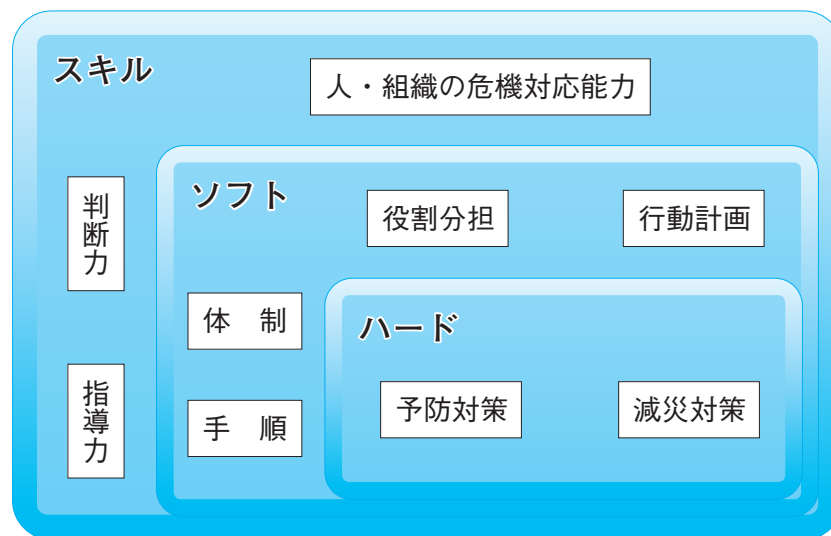 スキル
人・組織の危機対応能力
判断力
指導力
ソフト
役割分担
行動計画
体　制
手　順
ハード
予防対策
減災対策